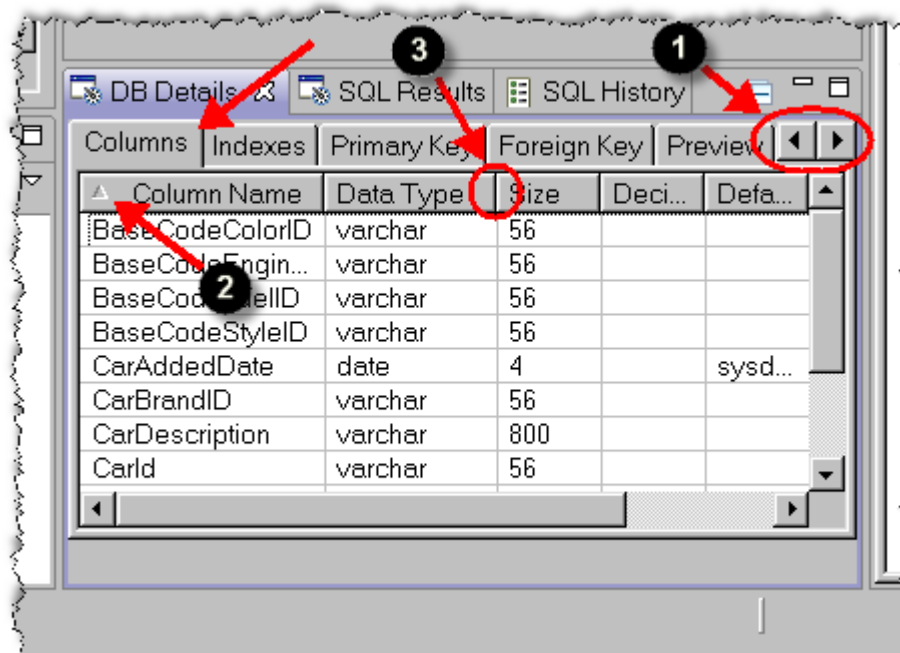 3
1
DB Details SQL Results SQL History
Columns Indexes Primary Key Foreign Key Preview
Column Name Data Type Size Deci... Defa...
BaseCodeColorID varchar 56
BaseCodeEngin... varchar 56
2
varchar 56
BaseCodeStyleID varchar 56
CarAddedDate date 4 sysd...
CarBrandID varchar 56
CarDescription varchar 800
CarId varchar 56